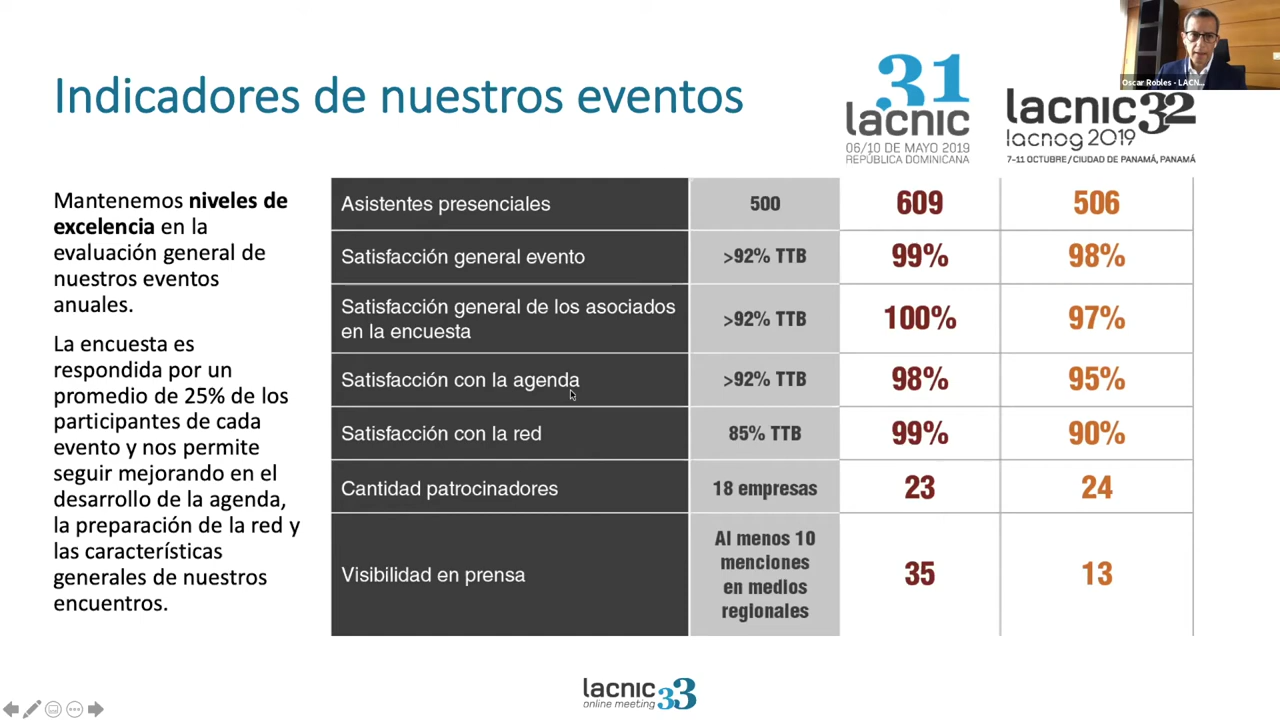 Oscar Robles - LACN...
Indicadores de nuestros eventos
31
lacnic
06/10 DE MAYO 2019
REPÚBLICA DOMINICANA
lacnic32
lacnog 2019
7-11 OCTUBRE/CIUDAD DE PANAMÁ, PANAMÁ
Mantenemos niveles de
excelencia en la
evaluación general de
nuestros eventos
anuales.
La encuesta es
respondida por un
promedio de 25% de los
participantes de cada
evento y nos permite
seguir mejorando en el
desarrollo de la agenda,
la preparación de la red y
las características
generales de nuestros
encuentros.
Asistentes presenciales 500 609 506
Satisfacción general evento >92% TTB 99% 98%
Satisfacción general de los asociados
en la encuesta >92% TTB 100% 97%
Satisfacción con la agenda >92% TTB 98% 95%
Satisfacción con la red 85% TTB 99% 90%
Cantidad patrocinadores 18 empresas 23 24
Visibilidad en prensa
Al menos 10
menciones
en medios
regionales
35 13
lacnic 33
online meeting